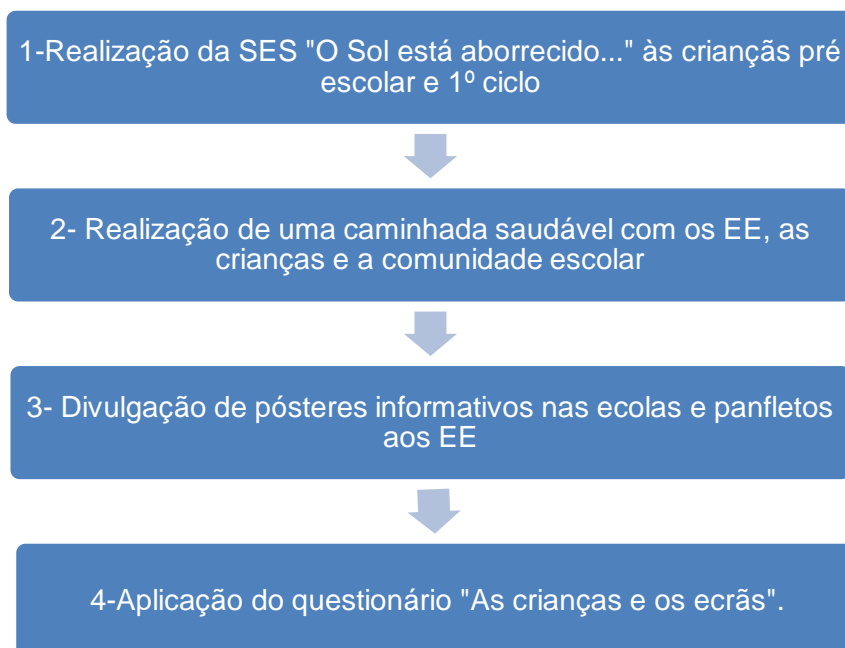 1-Realização da SES "O Sol está aborrecido..." às criançãs pré
escolar e 1º ciclo
2- Realização de uma caminhada saudável com os EE, as
crianças e a comunidade escolar
3- Divulgação de pósteres informativos nas ecolas e panfletos
aos EE
4-Aplicação do questionário "As crianças e os ecrãs".